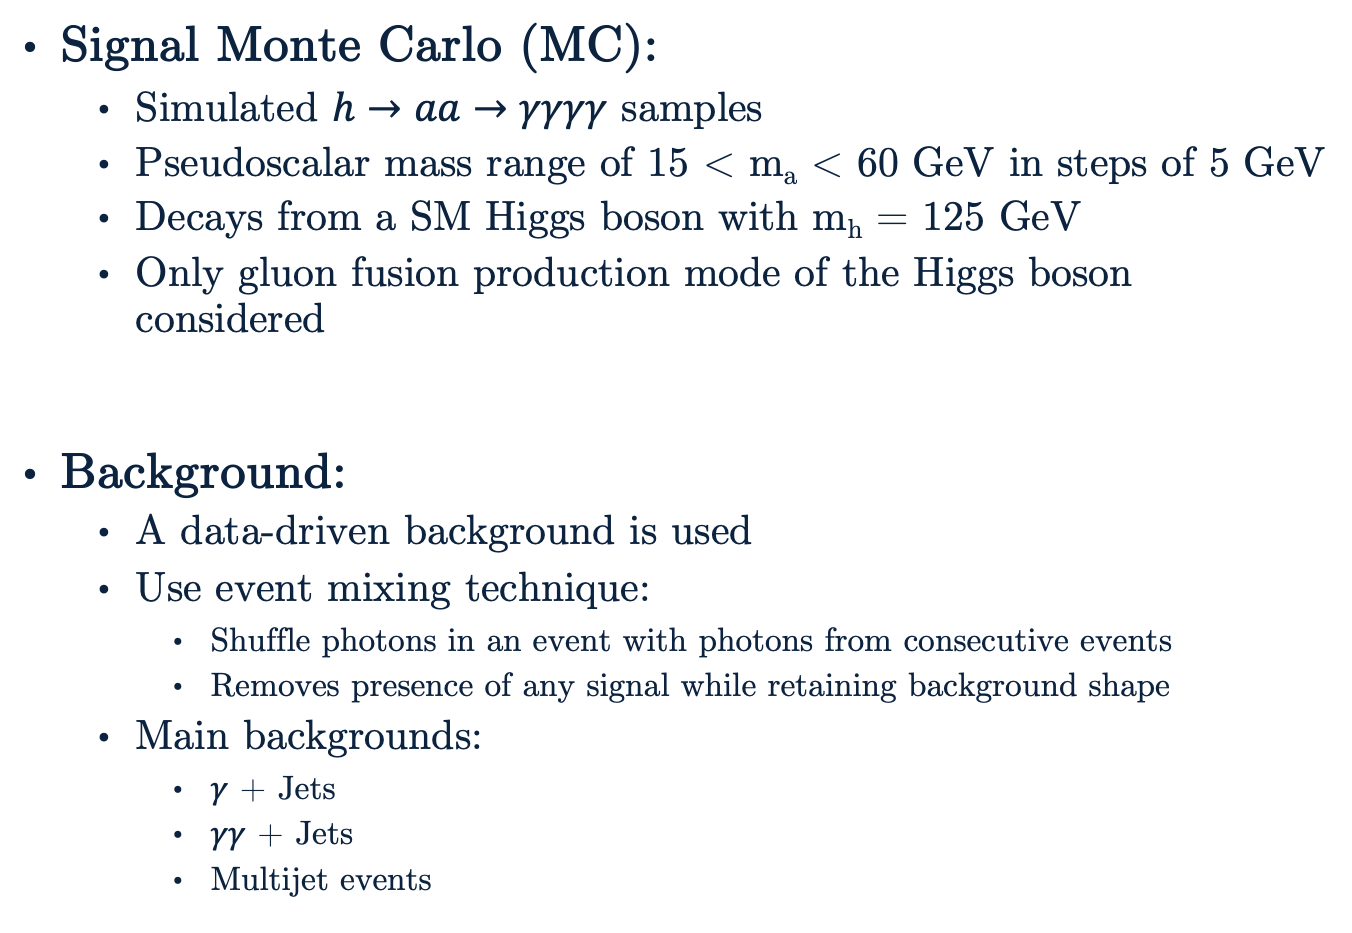 • Signal Monte Carlo (MC):
• Simulated h → aa → γγγγ samples
• Pseudoscalar mass range of 15 < mₐ < 60 GeV in steps of 5 GeV
• Decays from a SM Higgs boson with mₕ = 125 GeV
• Only gluon fusion production mode of the Higgs boson
considered
• Background:
• A data-driven background is used
• Use event mixing technique:
• Shuffle photons in an event with photons from consecutive events
• Removes presence of any signal while retaining background shape
• Main backgrounds:
• γ + Jets
• γγ + Jets
• Multijet events